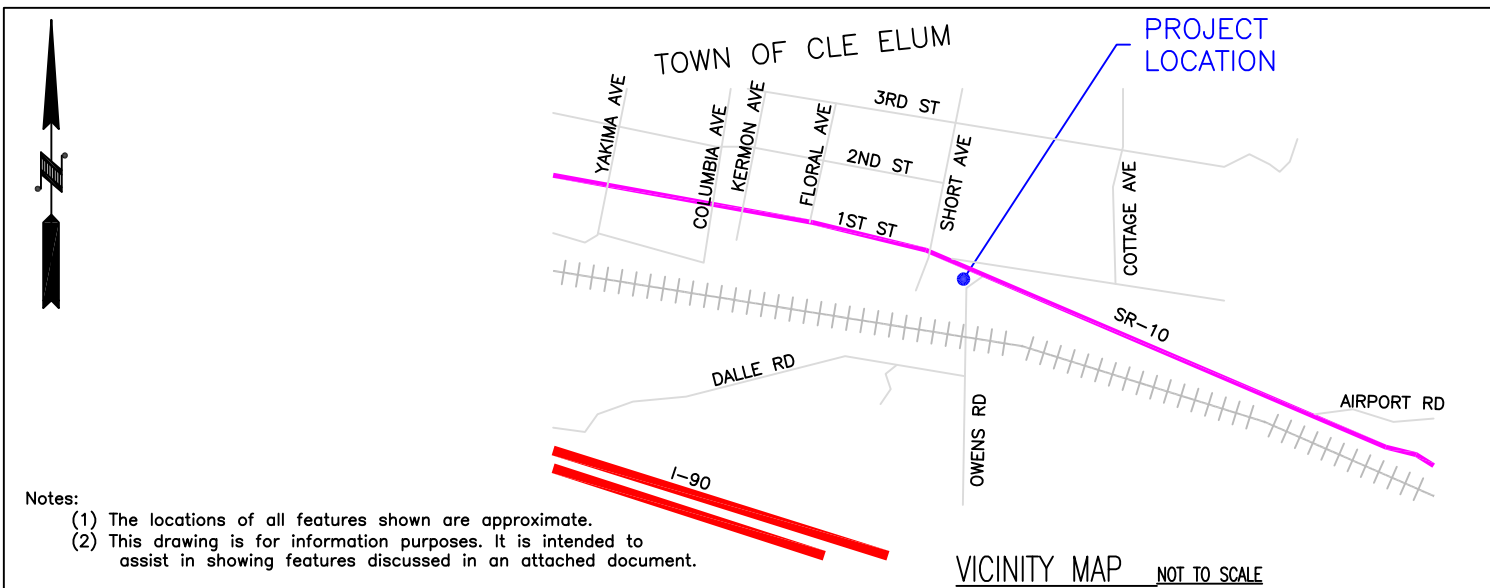 TOWN OF CLE ELUM
PROJECT
LOCATION
YAKIMA AVE
COLUMBIA AVE
KERMON AVE
FLORAL AVE
3RD ST
2ND ST
SHORT AVE
1ST ST
COTTAGE AVE
SR-10
DALLE RD
AIRPORT RD
OWENS RD
I-90
N
Notes:
(1) The locations of all features shown are approximate.
(2) This drawing is for information purposes. It is intended to
assist in showing features discussed in an attached document.
VICINITY MAP NOT TO SCALE